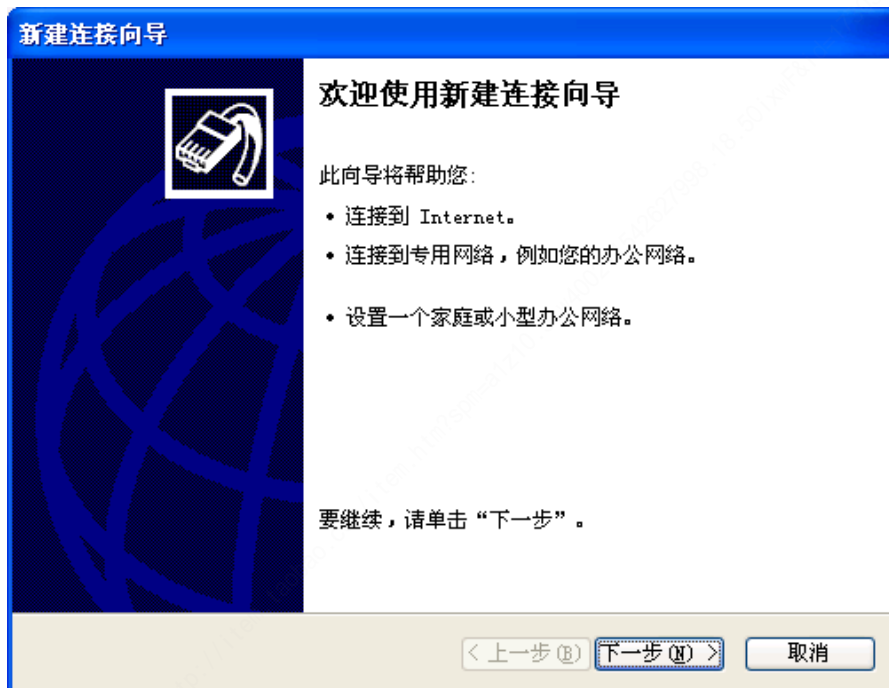 新建连接向导
欢迎使用新建连接向导
此向导将帮助您:
• 连接到 Internet。
• 连接到专用网络，例如您的办公网络。
• 设置一个家庭或小型办公网络。
要继续，请单击“下一步”。
< 上一步(B) 下一步(N) > 取消